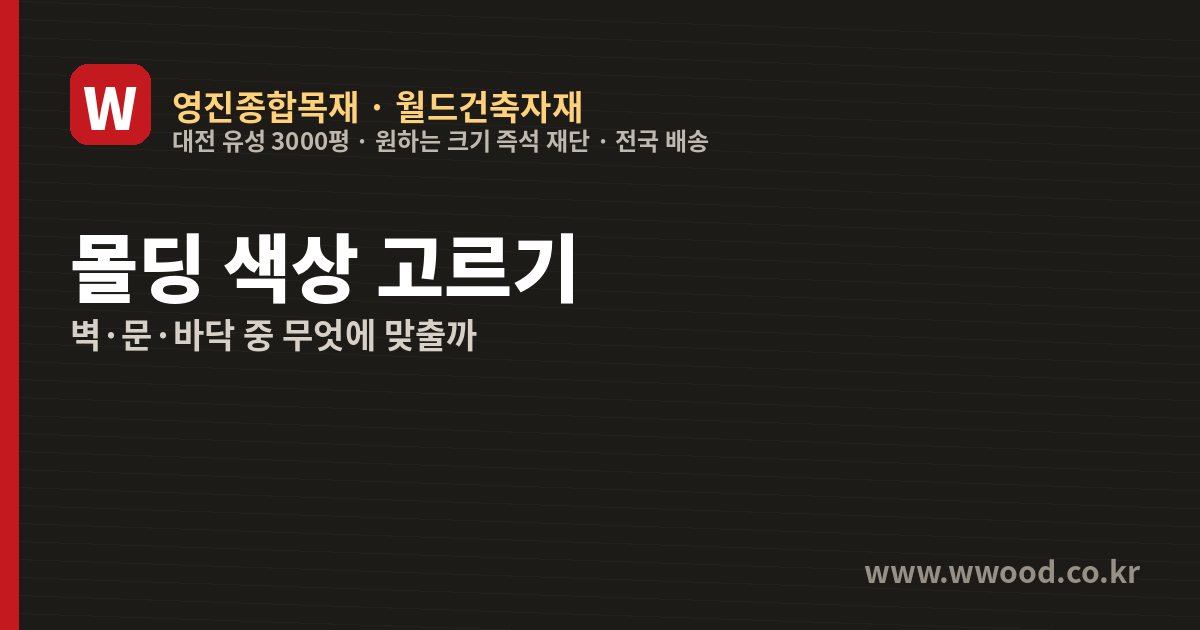 W
영진종합목재 · 월드건축자재
대전 유성 3000평 · 원하는 크기 즉석 재단 · 전국 배송
몰딩 색상 고르기
벽·문·바닥 중 무엇에 맞출까
www.wwood.co.kr